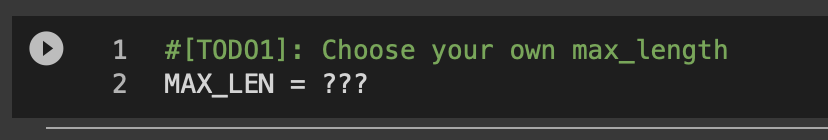 1 #[TODO1]: Choose your own max_length
2 MAX_LEN = ???